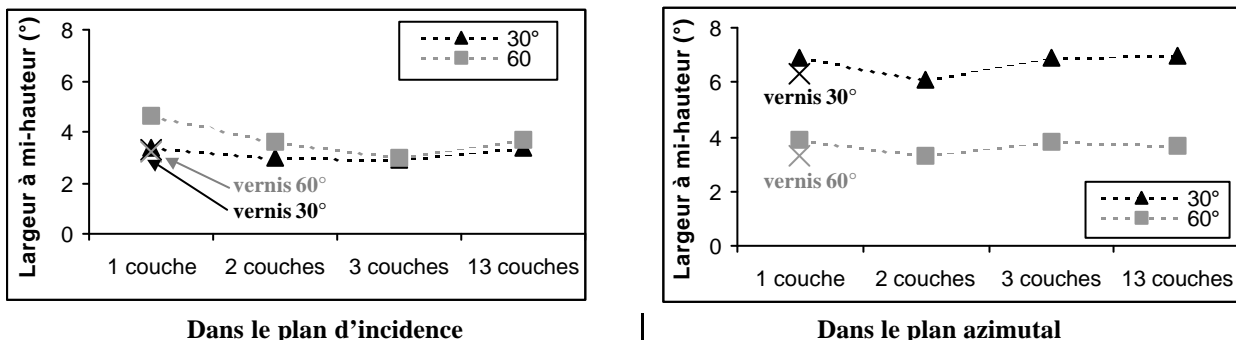 Largeur à mi-hauteur (°)
8
6
4
2
0
30°
60
vernis 60°
vernis 30°
1 couche
2 couches
3 couches
13 couches
Dans le plan d’incidence
Largeur à mi-hauteur (°)
8
6
4
2
0
vernis 30°
vernis 60°
30°
60°
1 couche
2 couches
3 couches
13 couches
Dans le plan azimutal